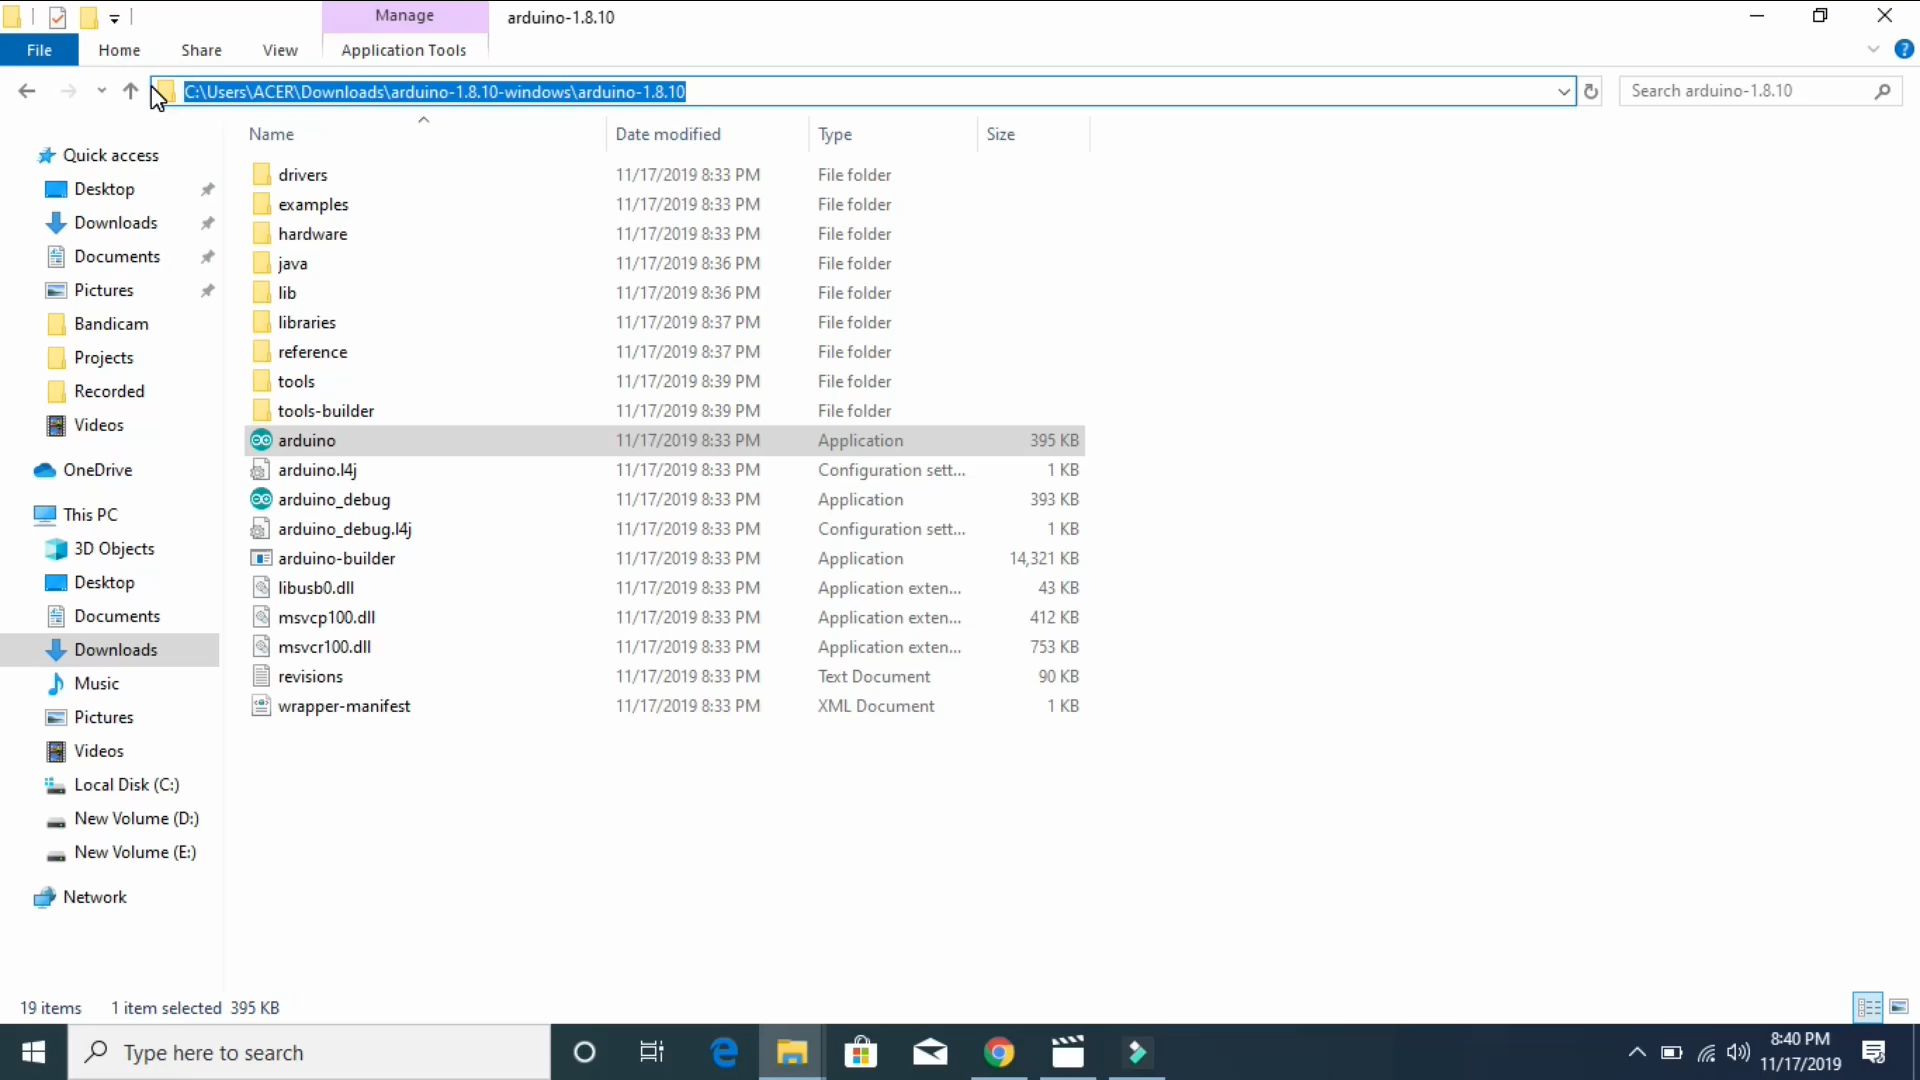 Manage
arduino-1.8.10
File
Home
Share
View
Application Tools
C:\Users\ACER\Downloads\arduino-1.8.10-windows\arduino-1.8.10
Search arduino-1.8.10
Name
Date modified
Type
Size
Quick access
Desktop
Downloads
Documents
Pictures
Bandicam
Projects
Recorded
Videos
OneDrive
This PC
3D Objects
Desktop
Documents
Downloads
Music
Pictures
Videos
Local Disk (C:)
New Volume (D:)
New Volume (E:)
Network
drivers 11/17/2019 8:33 PM File folder
examples 11/17/2019 8:33 PM File folder
hardware 11/17/2019 8:33 PM File folder
java 11/17/2019 8:36 PM File folder
lib 11/17/2019 8:36 PM File folder
libraries 11/17/2019 8:37 PM File folder
reference 11/17/2019 8:37 PM File folder
tools 11/17/2019 8:39 PM File folder
tools-builder 11/17/2019 8:39 PM File folder
arduino 11/17/2019 8:33 PM Application 395 KB
arduino.l4j 11/17/2019 8:33 PM Configuration sett... 1 KB
arduino_debug 11/17/2019 8:33 PM Application 393 KB
arduino_debug.l4j 11/17/2019 8:33 PM Configuration sett... 1 KB
arduino-builder 11/17/2019 8:33 PM Application 14,321 KB
libusb0.dll 11/17/2019 8:33 PM Application exten... 43 KB
msvcp100.dll 11/17/2019 8:33 PM Application exten... 412 KB
msvcr100.dll 11/17/2019 8:33 PM Application exten... 753 KB
revisions 11/17/2019 8:33 PM Text Document 90 KB
wrapper-manifest 11/17/2019 8:33 PM XML Document 1 KB
19 items 1 item selected 395 KB
Type here to search
8:40 PM
11/17/2019